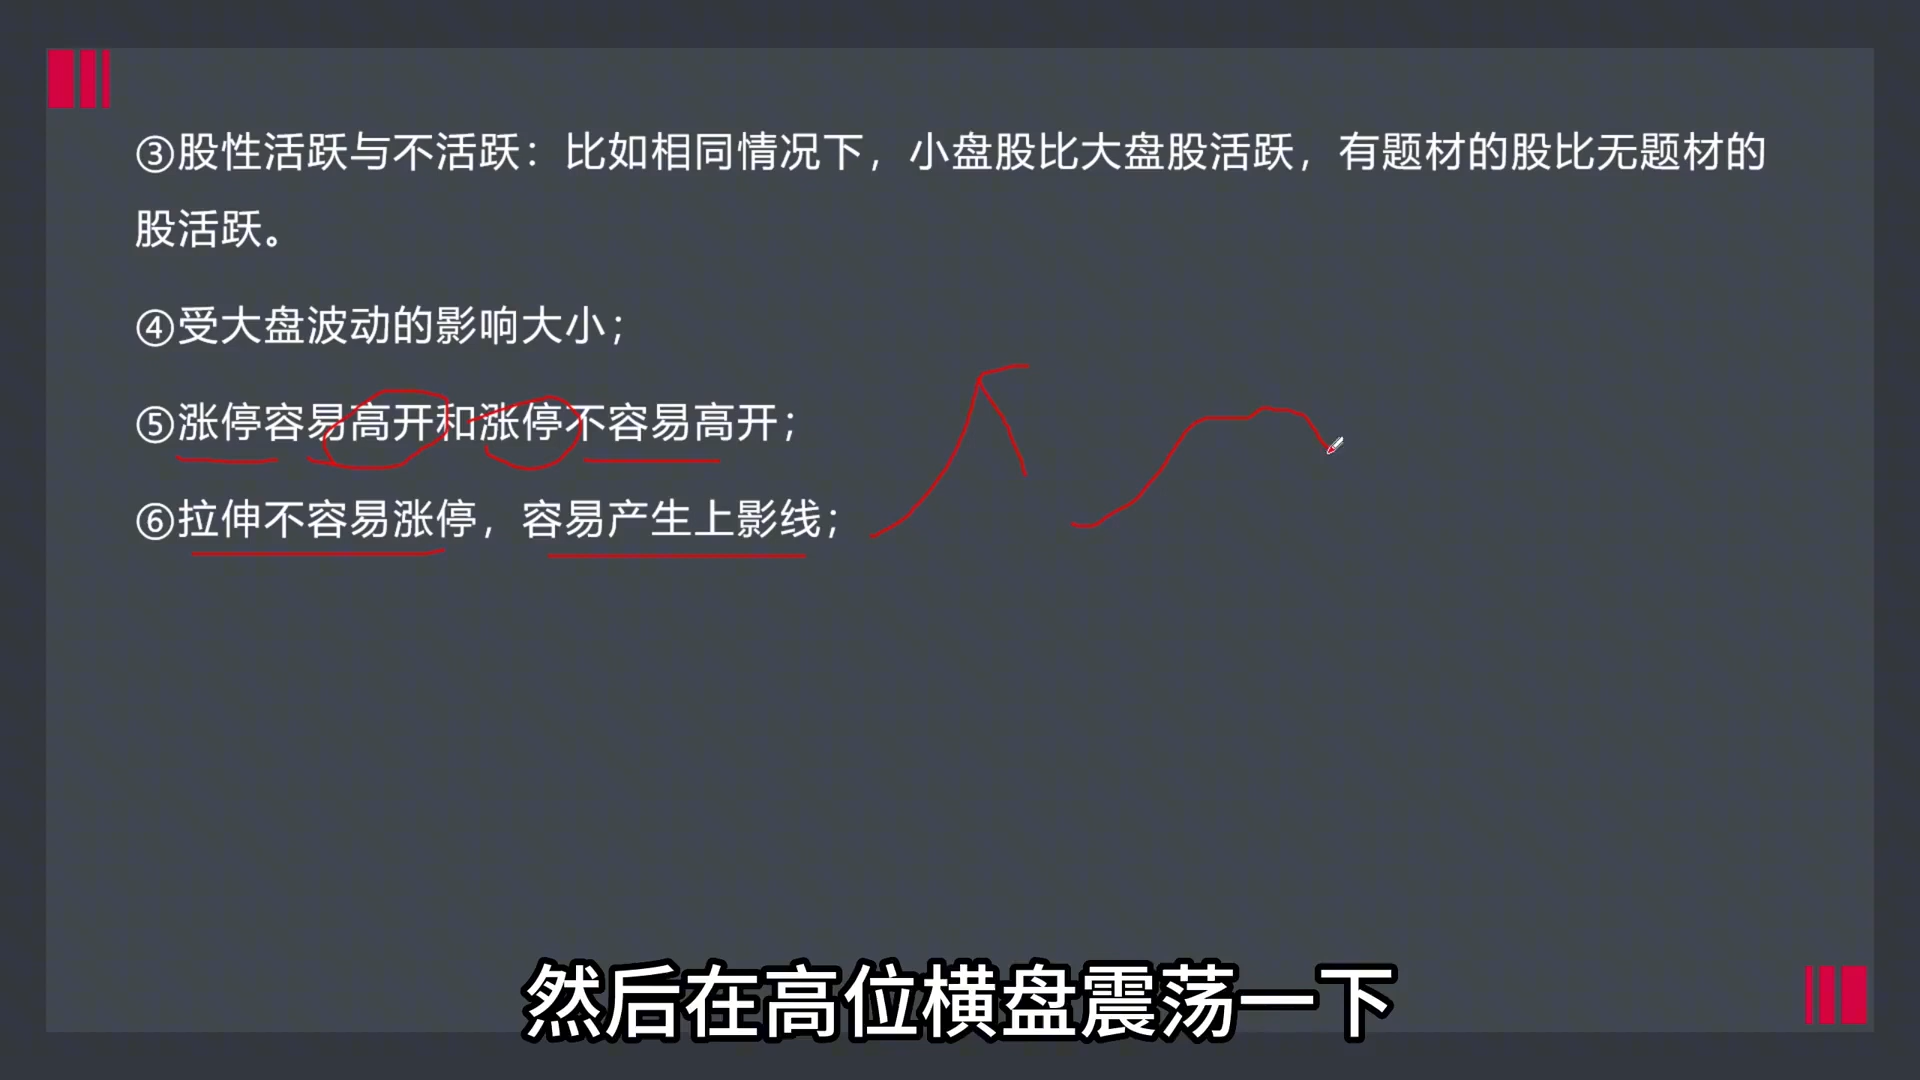 ③股性活跃与不活跃：比如相同情况下，小盘股比大盘股活跃，有题材的股比无题材的
股活跃。
④受大盘波动的影响大小；
⑤涨停容易高开和涨停不容易高开；
⑥拉伸不容易涨停，容易产生上影线；
然后在高位横盘震荡一下